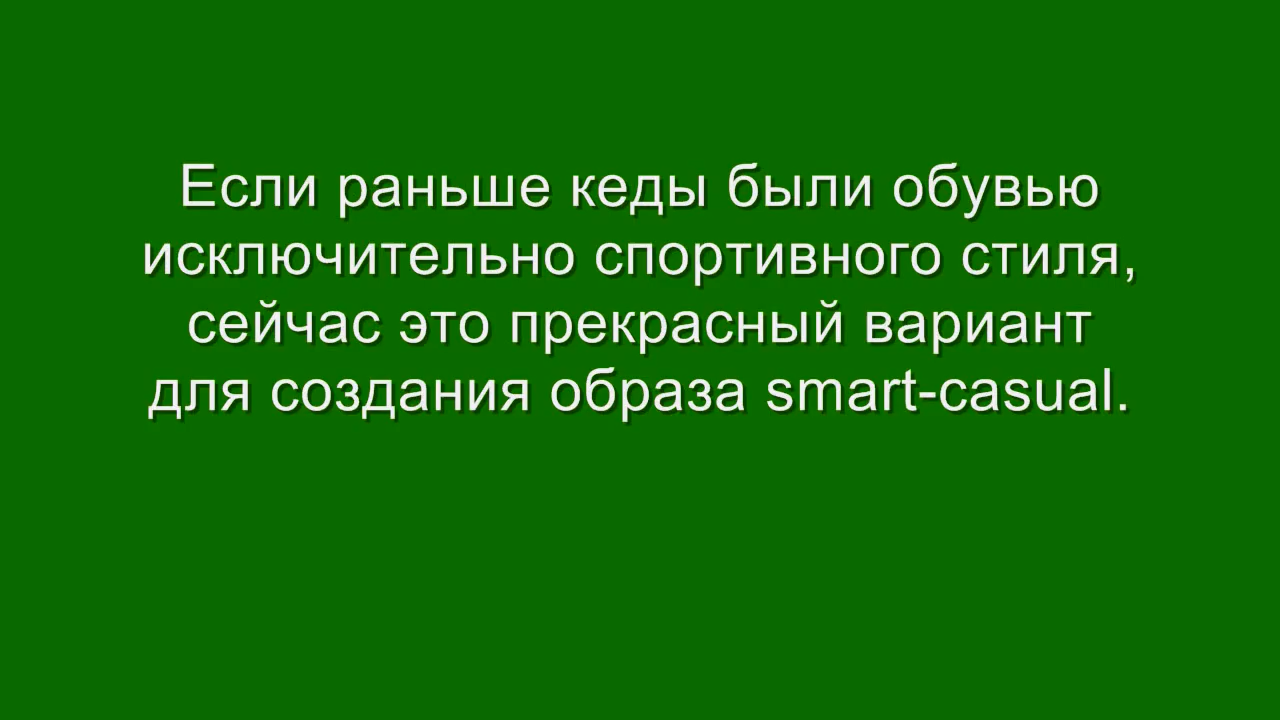 Если раньше кеды были обувью
исключительно спортивного стиля,
сейчас это прекрасный вариант
для создания образа smart-casual.